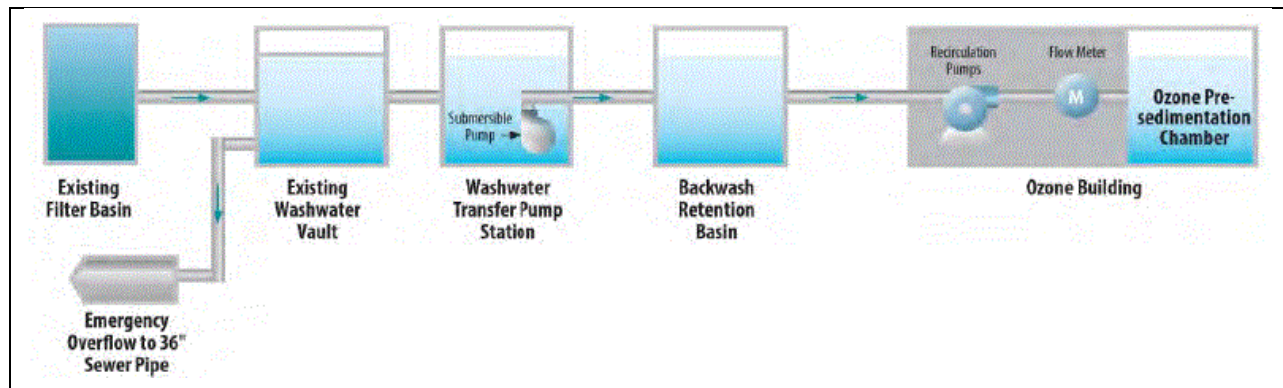 Recirculation
Pumps
Flow Meter
Submersible
Pump
M
Ozone Pre-
sedimentation
Chamber
Existing
Filter Basin
Existing
Washwater
Vault
Washwater
Transfer Pump
Station
Backwash
Retention
Basin
Ozone Building
Emergency
Overflow to 36"
Sewer Pipe